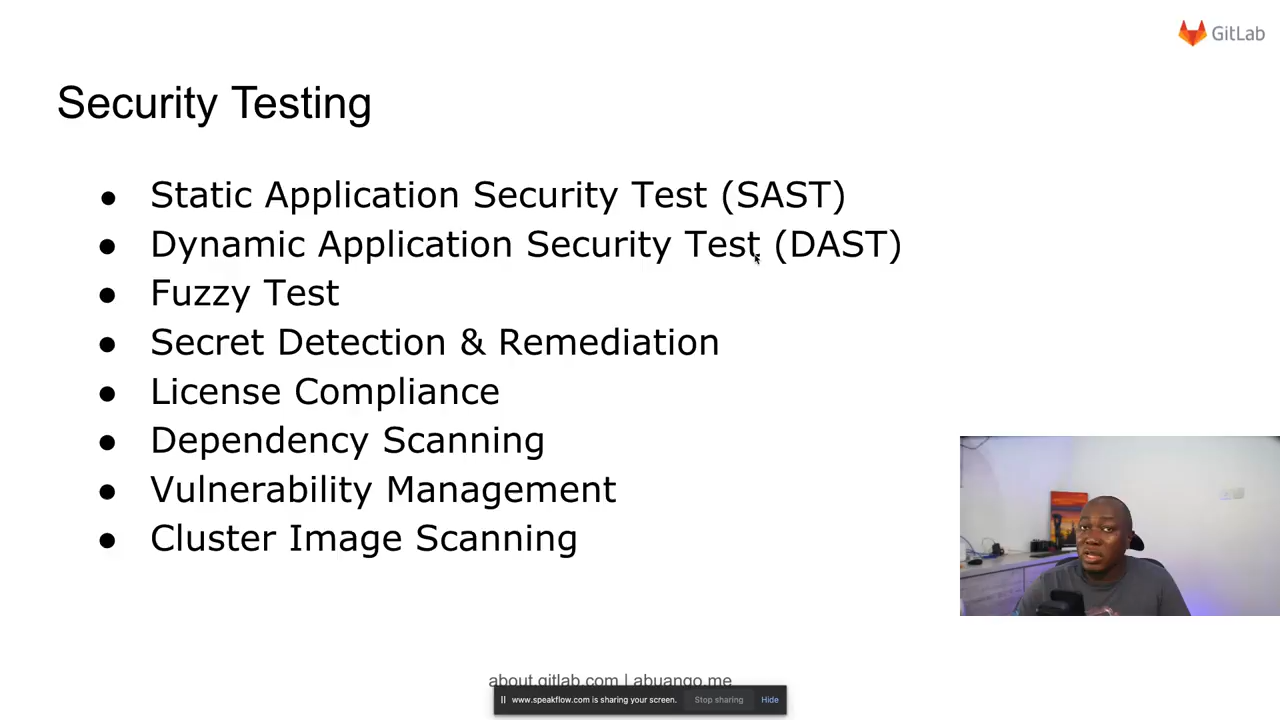 GitLab
Security Testing
● Static Application Security Test (SAST)
● Dynamic Application Security Test (DAST)
● Fuzzy Test
● Secret Detection & Remediation
● License Compliance
● Dependency Scanning
● Vulnerability Management
● Cluster Image Scanning
about.gitlab.com | abuango.me
www.speakflow.com is sharing your screen. Stop sharing Hide